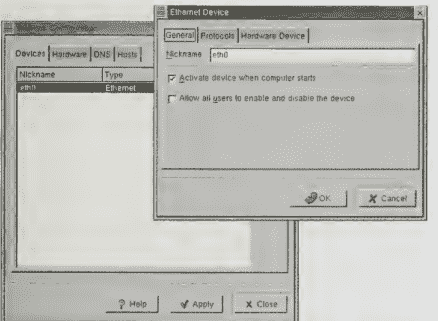 Ethernet Device
General Protocols Hardware Device
Nickname eth0
Activate device when computer starts
Allow all users to enable and disable the device
OK Cancel
Devices Hardware DNS Hosts
Nickname Type
eth0 Ethernet
Help Apply Close